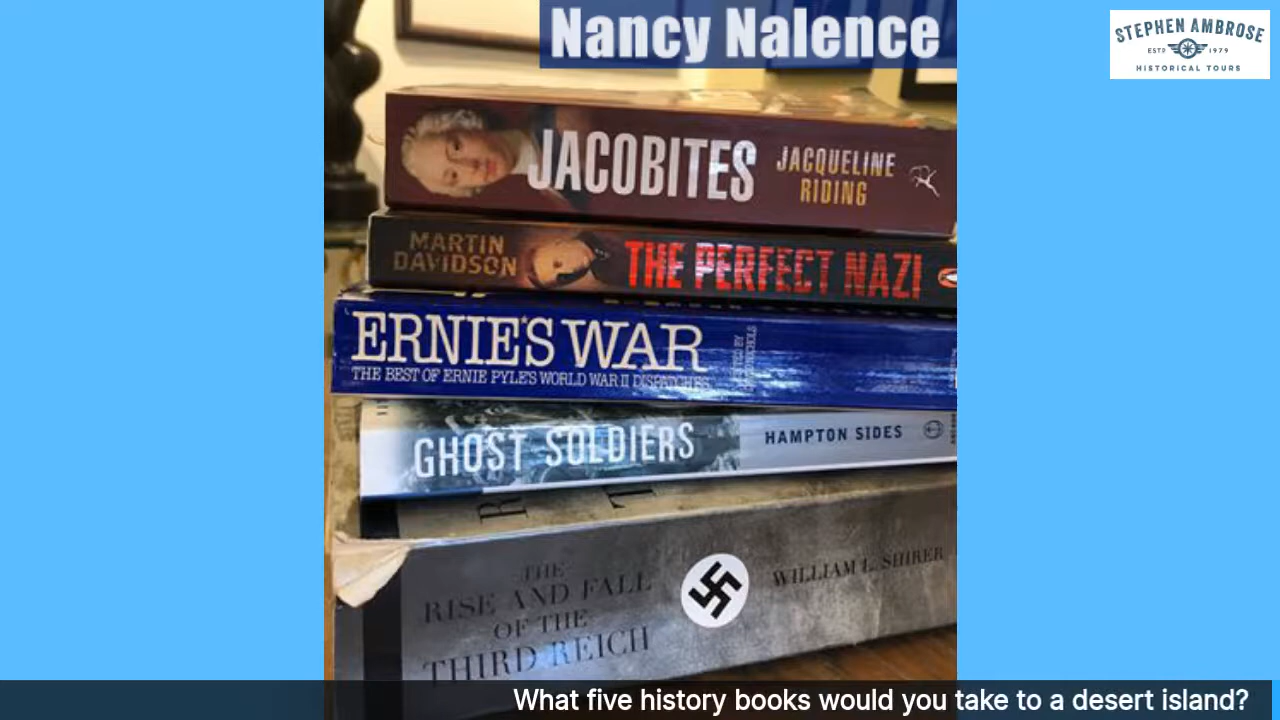 Nancy Nalence
STEPHEN AMBROSE
ESTD 1979
HISTORICAL TOURS
JACOBITES
JACQUELINE
RIDING
MARTIN
DAVIDSON
THE PERFECT NAZI
ERNIE'S WAR
THE BEST OF ERNIE PYLE'S WORLD WAR II DISPATCHES
GHOST SOLDIERS
HAMPTON SIDES
THE
RISE AND FALL
OF THE
THIRD REICH
WILLIAM L. SHIRER
What five history books would you take to a desert island?